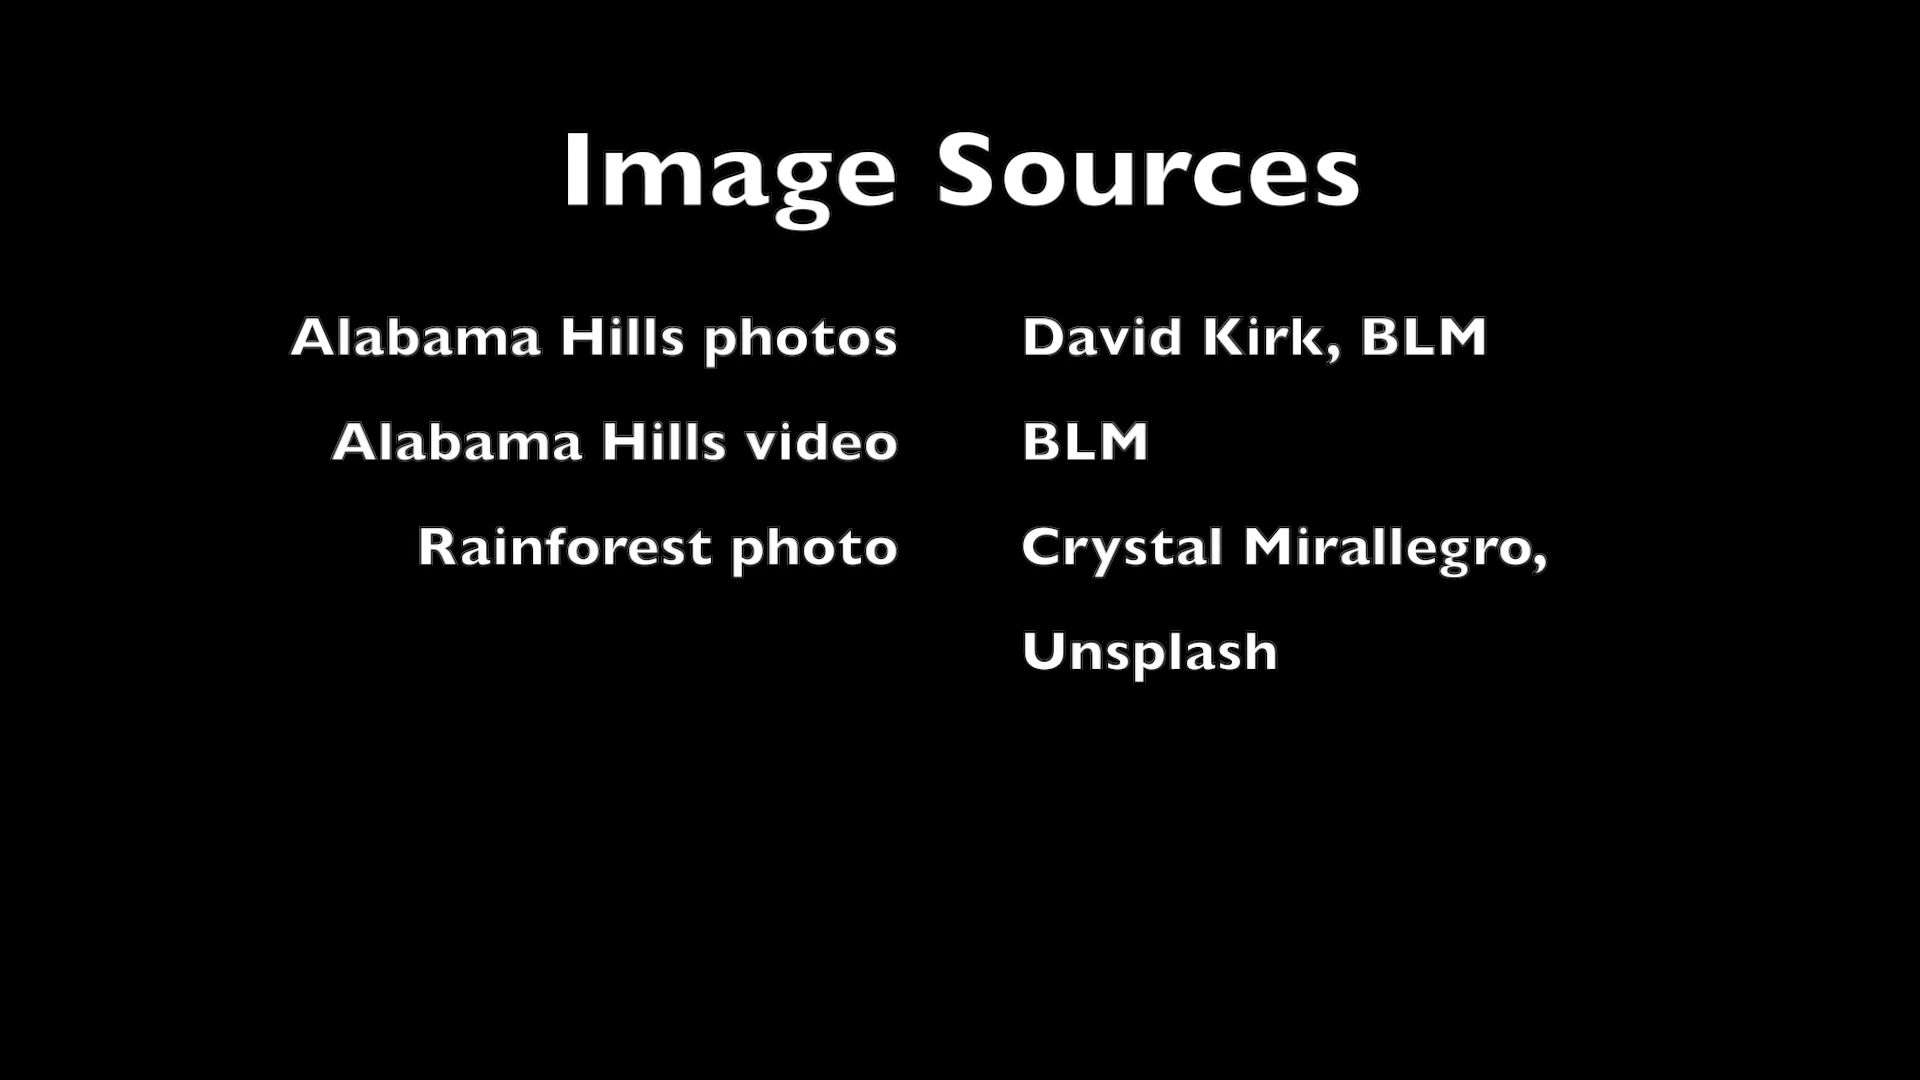 Image Sources
Alabama Hills photos David Kirk, BLM
Alabama Hills video BLM
Rainforest photo Crystal Mirallegro,
Unsplash